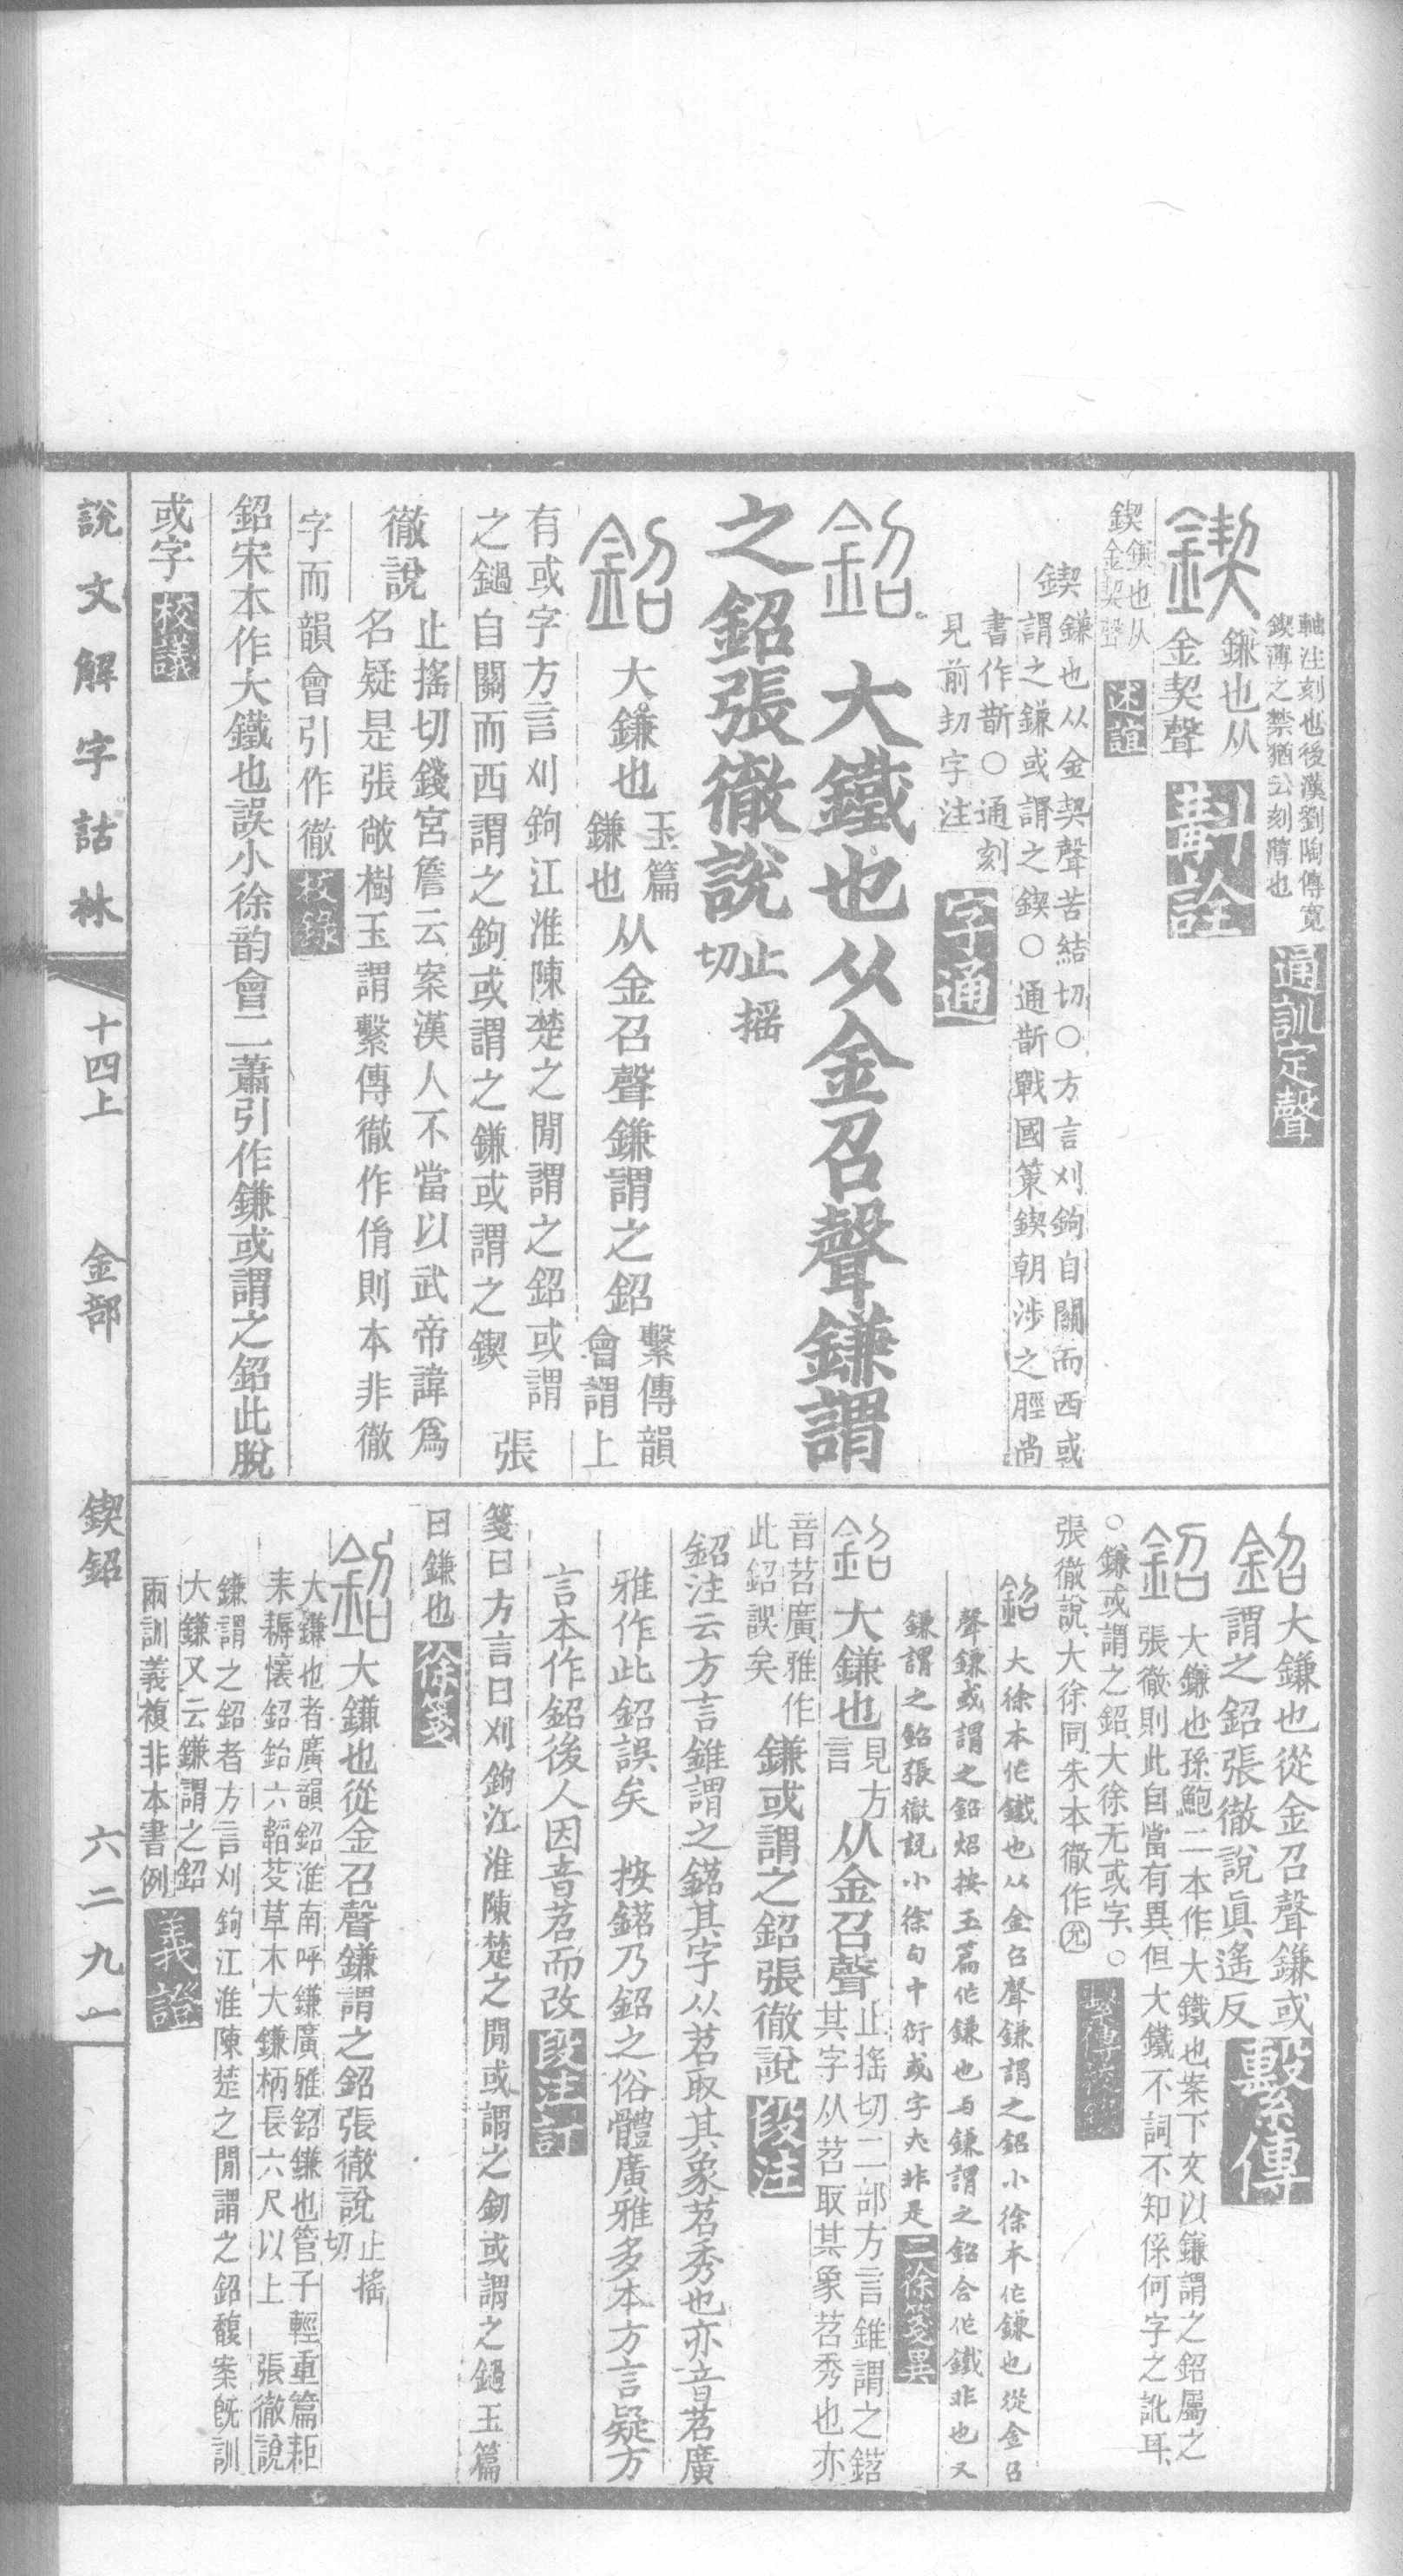 軸注刻也後漢劉陶傳寬
鍥薄之禁猶云刻薄也
通訓定聲
鍥
鎌也从
金契聲
斠詮
鍥鎌也从
金契聲
述誼
鍥鎌也从金契聲苦結切○方言刈鉤自關而西或
謂之鎌或謂之鍥○通㓸戰國策鍥朝涉之脛尚
書作㓸○通刻
見前㓞字注
字通
鉊
大鐵也从金召聲鎌謂
之鉊張徹說
止搖
切
鉊
大鎌也
玉篇
鎌也
从金召聲鎌謂之鉊
繫傳韻
會謂上
有或字方言刈鉤江淮陳楚之閒謂之鉊或謂
之鐹自關而西謂之鉤或謂之鎌或謂之鍥
張
徹說
止搖切錢宮詹云案漢人不當以武帝諱爲
名疑是張敞樹玉謂繫傳徹作㣙則本非徹
字而韻會引作徹
校錄
鉊宋本作大鐵也誤小徐韵會二蕭引作鎌或謂之鉊此脫
或字
校議
鉊
大鎌也從金召聲鎌或
謂之鉊張徹說眞遙反
繫傳
鉊
大鎌也孫鮑二本作大鐵也案下文以鎌謂之鉊屬之
張徹則此自當有異但大鐵不詞不知係何字之訛耳
○鎌或謂之鉊大徐无或字○
張徹說大徐同朱本徹作㣙
繫傳校錄
鉊
大徐本作鐵也从金召聲鎌謂之鉊小徐本作鎌也從金召
聲鎌或謂之鉊炤按玉篇作鎌也與鎌謂之鉊合作鐵非也又
鎌謂之鉊張徹說小徐句中衍或字大非是
二徐箋異
鉊
大鎌也
見方
言
从金召聲
止搖切二部方言錐謂之鍣
其字从苕取其象苕秀也亦
音苕廣雅作
此鉊誤矣
鎌或謂之鉊張徹說
段注
鉊注云方言錐謂之鍣其字从苕取其象苕秀也亦音苕廣
雅作此鉊誤矣　按鍣乃鉊之俗體廣雅多本方言疑方
言本作鉊後人因音苕而改
段注訂
箋曰方言曰刈鉤江淮陳楚之閒或謂之鉊或謂之鐹玉篇
曰鎌也
徐箋
鉊
大鎌也從金召聲鎌謂之鉊張徹說
止搖
切
大鎌也者廣韻鉊淮南呼鎌廣雅鉊鎌也管子輕重篇钜
耒耨懷鉊鉛六韜芟草木大鎌柄長六尺以上　張徹說
鎌謂之鉊者方言刈鉤江淮陳楚之閒謂之鉊馥案既訓
大鎌又云鎌謂之鉊
兩訓義複非本書例
義證
說文解字詁林
十四上
金部
鍥鉊
六二九一